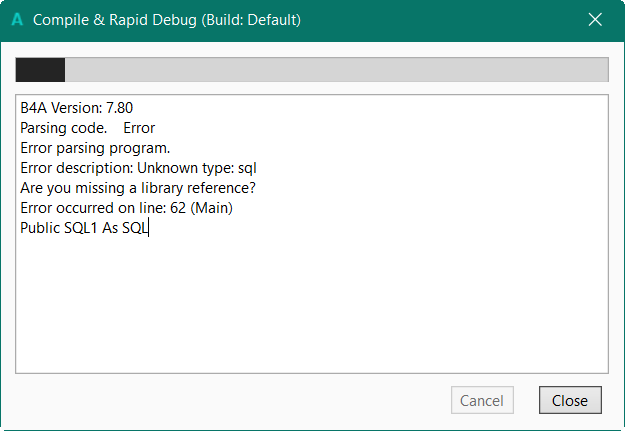 A Compile & Rapid Debug (Build: Default)
B4A Version: 7.80
Parsing code.    Error
Error parsing program.
Error description: Unknown type: sql
Are you missing a library reference?
Error occurred on line: 62 (Main)
Public SQL1 As SQL
Cancel Close